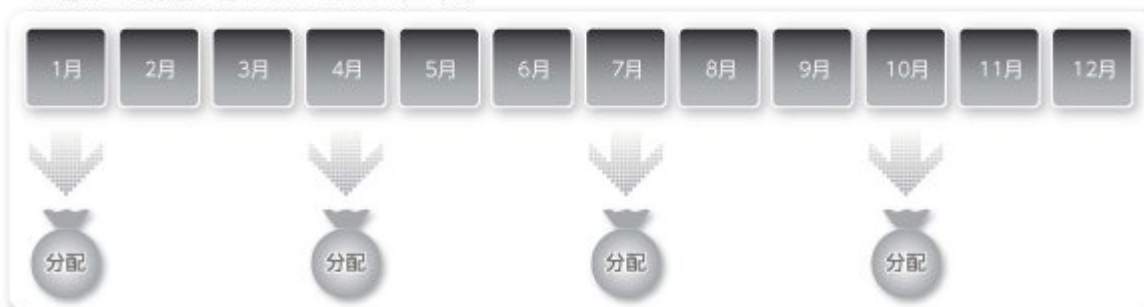 1月 2月 3月 4月 5月 6月 7月 8月 9月 10月 11月 12月
分配 分配 分配 分配